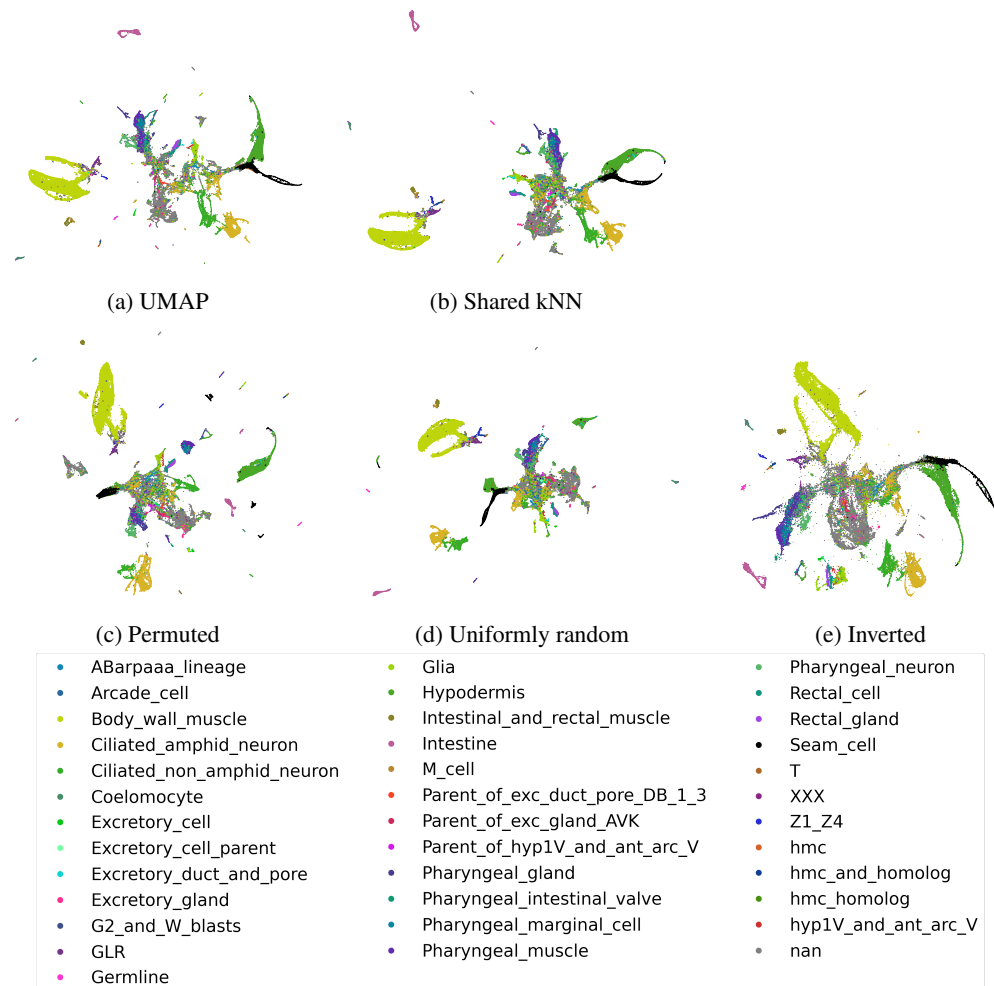 (a) UMAP
(b) Shared kNN
(c) Permuted
(d) Uniformly random
(e) Inverted
ABarpaaa_lineage
Arcade_cell
Body_wall_muscle
Ciliated_amphid_neuron
Ciliated_non_amphid_neuron
Coelomocyte
Excretory_cell
Excretory_cell_parent
Excretory_duct_and_pore
Excretory_gland
G2_and_W_blasts
GLR
Germline
Glia
Hypodermis
Intestinal_and_rectal_muscle
Intestine
M_cell
Parent_of_exc_duct_pore_DB_1_3
Parent_of_exc_gland_AVK
Parent_of_hyp1V_and_ant_arc_V
Pharyngeal_gland
Pharyngeal_intestinal_valve
Pharyngeal_marginal_cell
Pharyngeal_muscle
Pharyngeal_neuron
Rectal_cell
Rectal_gland
Seam_cell
T
XXX
Z1_Z4
hmc
hmc_and_homolog
hmc_homolog
hyp1V_and_ant_arc_V
nan